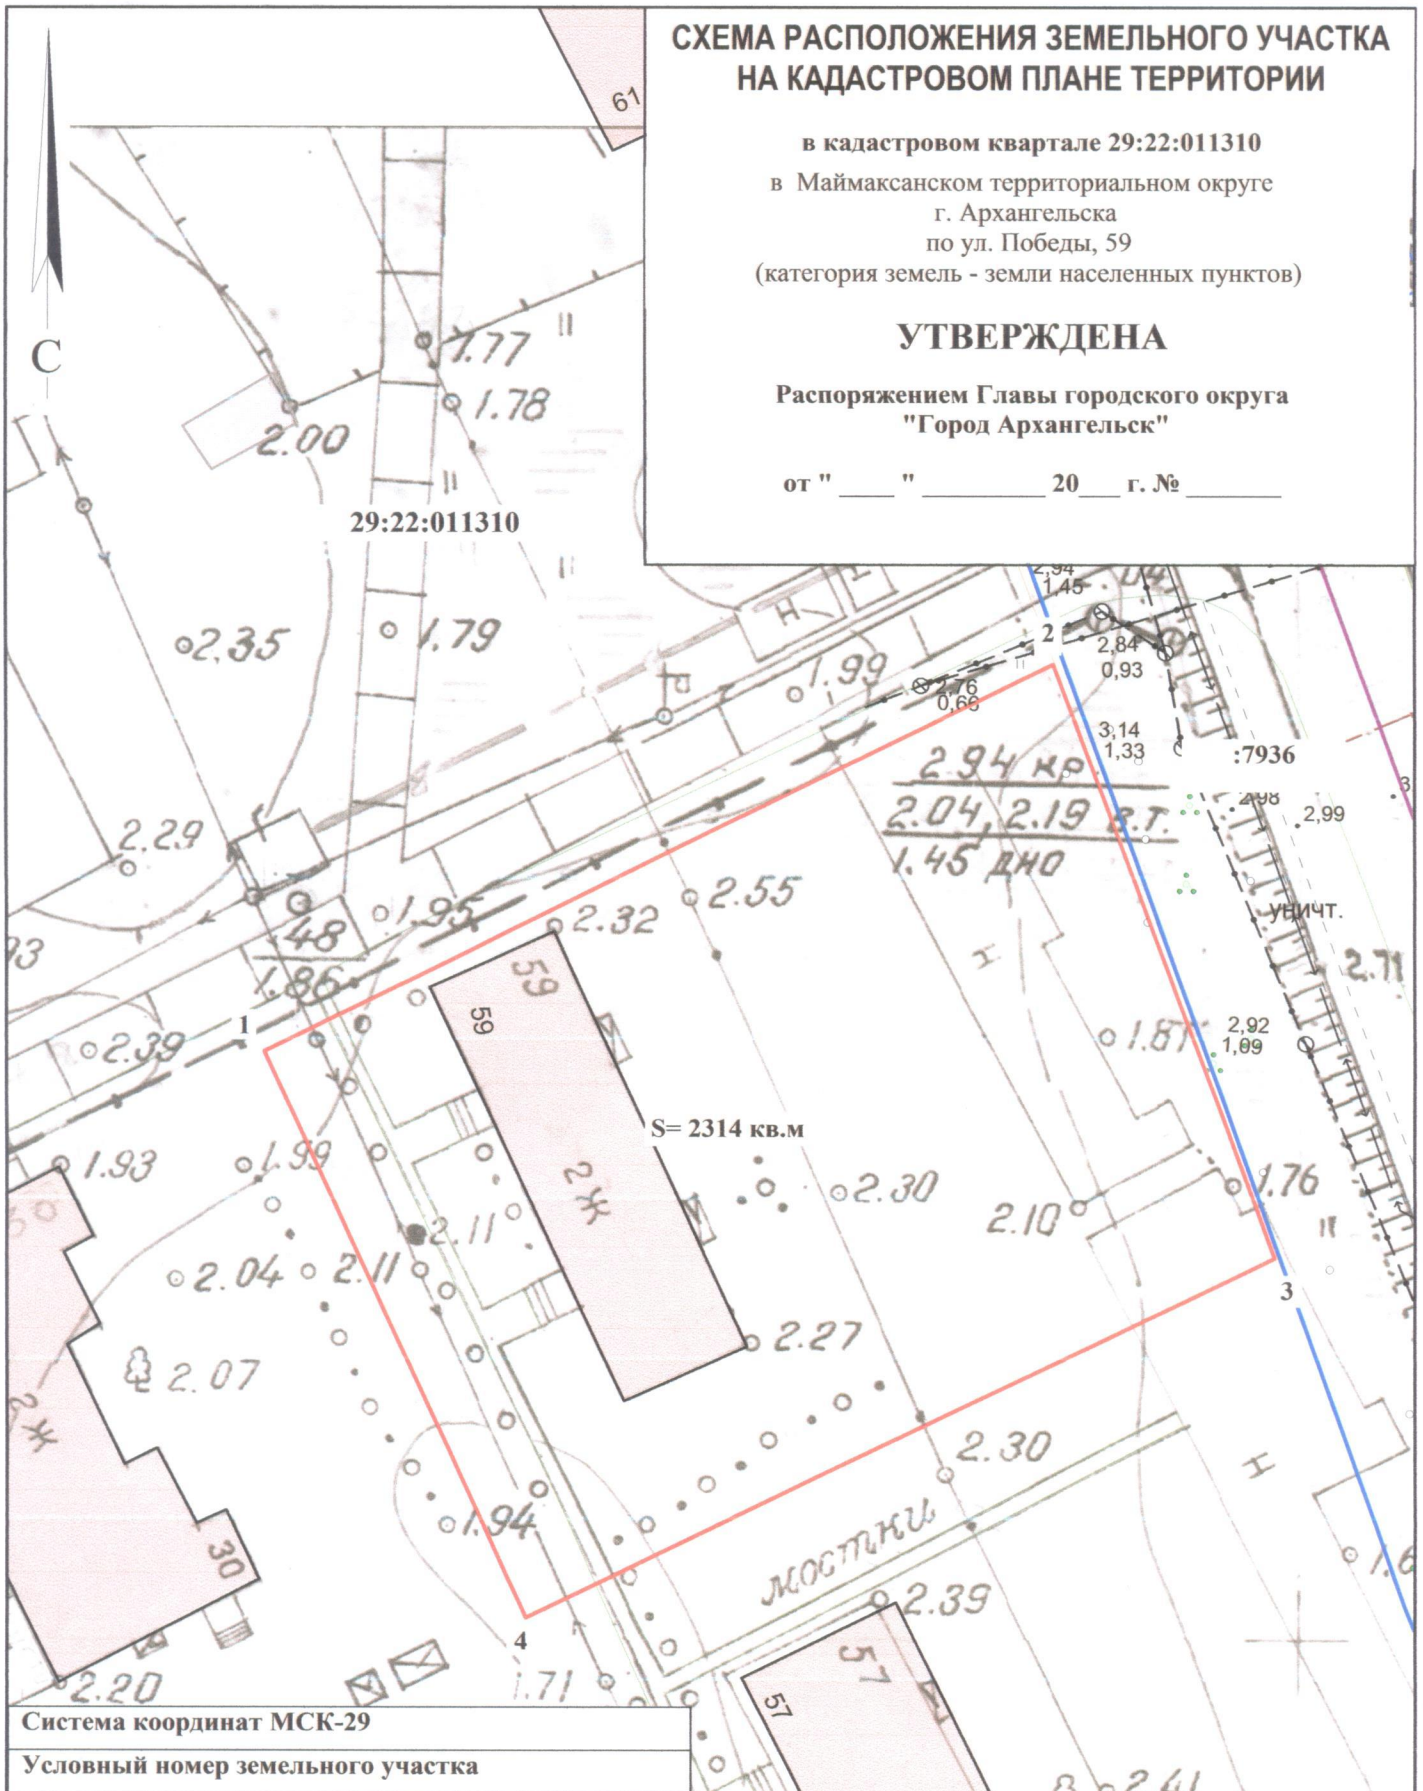 СХЕМА РАСПОЛОЖЕНИЯ ЗЕМЕЛЬНОГО УЧАСТКА
НА КАДАСТРОВОМ ПЛАНЕ ТЕРРИТОРИИ
в кадастровом квартале 29:22:011310
в Маймаксанском территориальном округе
г. Архангельска
по ул. Победы, 59
(категория земель - земли населенных пунктов)
УТВЕРЖДЕНА
Распоряжением Главы городского округа
"Город Архангельск"
от " ____ " _________ 20___ г. № _______
61
С
1.77
1.78
2.00
29:22:011310
2.35
1.79
1.99
2,94
1,45
2
2,84
0,93
2,76
0,66
3,14
1,33
:7936
2.94 кр.
2.04, 2.19 в.т.
1.45 дно
2,98
2,99
2.29
1.95
2.32
2.55
48
1.86
уничт.
2.71
59
59
1
2.39
1.87
2,92
1,09
S= 2314 кв.м
1.93
1.99
2.30
1.76
2Ж
2.10
2.11
2.04
2.11
3
2.27
2.07
2Ж
2.30
Н
1.94
мостки
30
2.39
4
57
57
2.20
1.71
Система координат МСК-29
Условный номер земельного участка
2.41